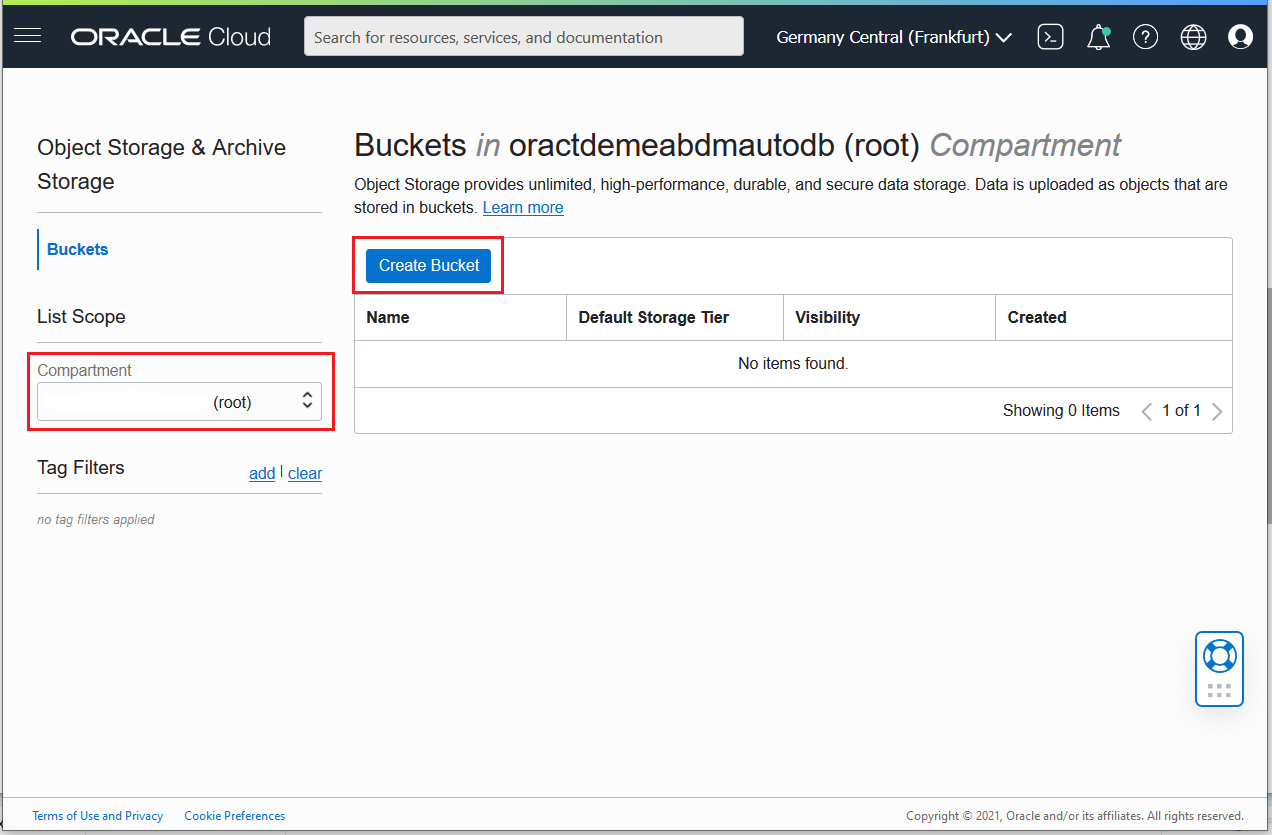 ORACLE Cloud
Search for resources, services, and documentation
Germany Central (Frankfurt)
Object Storage & Archive
Storage
Buckets
List Scope
Compartment
(root)
Tag Filters
add | clear
no tag filters applied
Buckets in oractdemeabdmautodb (root) Compartment
Object Storage provides unlimited, high-performance, durable, and secure data storage. Data is uploaded as objects that are
stored in buckets. Learn more
Create Bucket
Name Default Storage Tier Visibility Created
No items found.
Showing 0 Items 1 of 1
Terms of Use and Privacy Cookie Preferences
Copyright © 2021, Oracle and/or its affiliates. All rights reserved.